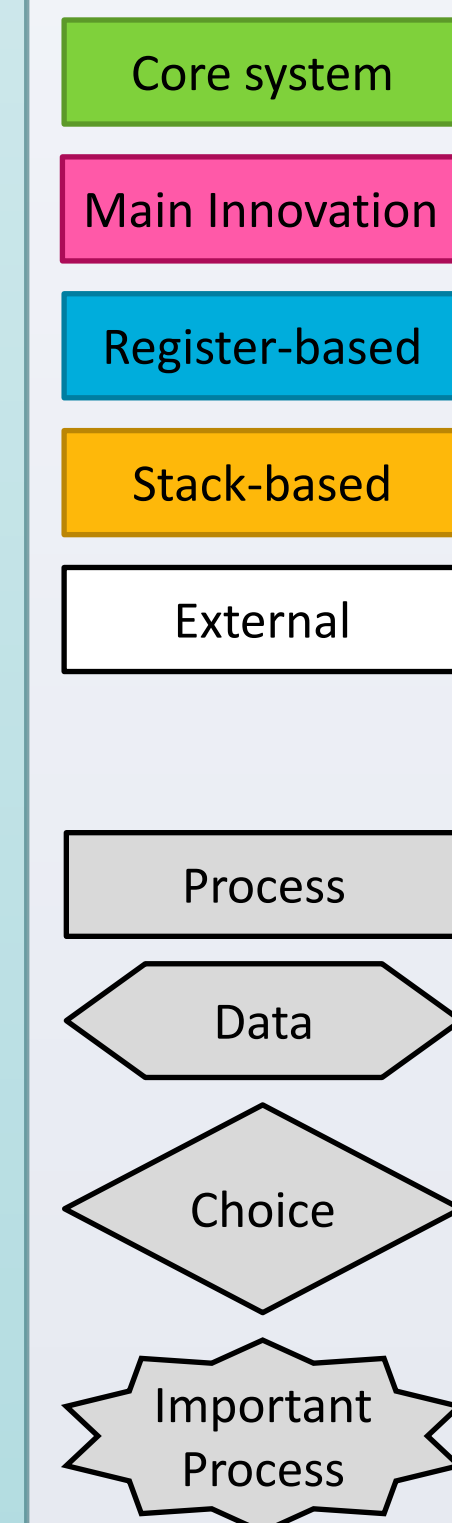 Core system
Main Innovation
Register-based
Stack-based
External
Process
Data
Choice
Important
Process